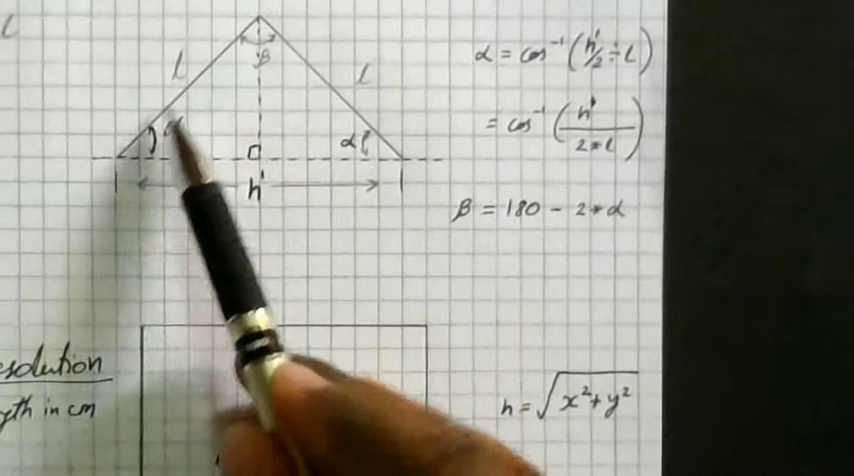 l
β
l
l
α
α
h'
α = cos⁻¹ (h'/2 ÷ l)
= cos⁻¹ (h' / 2*l)
β = 180 - 2*α
esolution
gth in cm
h = √x²+y²